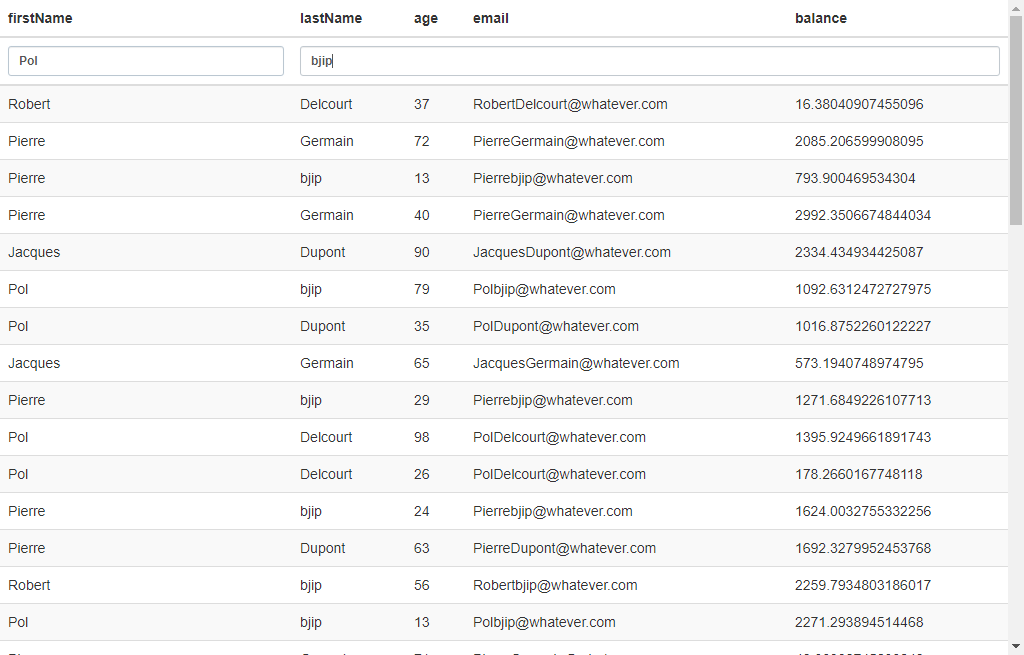 firstName lastName age email balance
Pol bjip
Robert Delcourt 37 RobertDelcourt@whatever.com 16.38040907455096
Pierre Germain 72 PierreGermain@whatever.com 2085.206599908095
Pierre bjip 13 Pierrebjip@whatever.com 793.900469534304
Pierre Germain 40 PierreGermain@whatever.com 2992.3506674844034
Jacques Dupont 90 JacquesDupont@whatever.com 2334.434934425087
Pol bjip 79 Polbjip@whatever.com 1092.6312472727975
Pol Dupont 35 PolDupont@whatever.com 1016.8752260122227
Jacques Germain 65 JacquesGermain@whatever.com 573.1940748974795
Pierre bjip 29 Pierrebjip@whatever.com 1271.6849226107713
Pol Delcourt 98 PolDelcourt@whatever.com 1395.9249661891743
Pol Delcourt 26 PolDelcourt@whatever.com 178.2660167748118
Pierre bjip 24 Pierrebjip@whatever.com 1624.0032755332256
Pierre Dupont 63 PierreDupont@whatever.com 1692.3279952453768
Robert bjip 56 Robertbjip@whatever.com 2259.7934803186017
Pol bjip 13 Polbjip@whatever.com 2271.293894514468